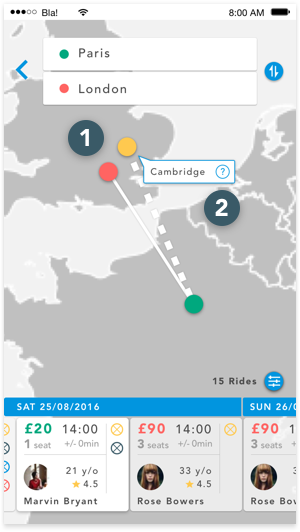 Bla! 8:00 AM
Paris
London
1
Cambridge ?
2
15 Rides
SAT 25/08/2016 SUN 26/0
£20 14:00 £90 14:00 £90
1 seat +/- 0min 3 seats +/- 0min 3 seats
21 y/o 33 y/o
4.5 4.5
Marvin Bryant Rose Bowers Rose Bow